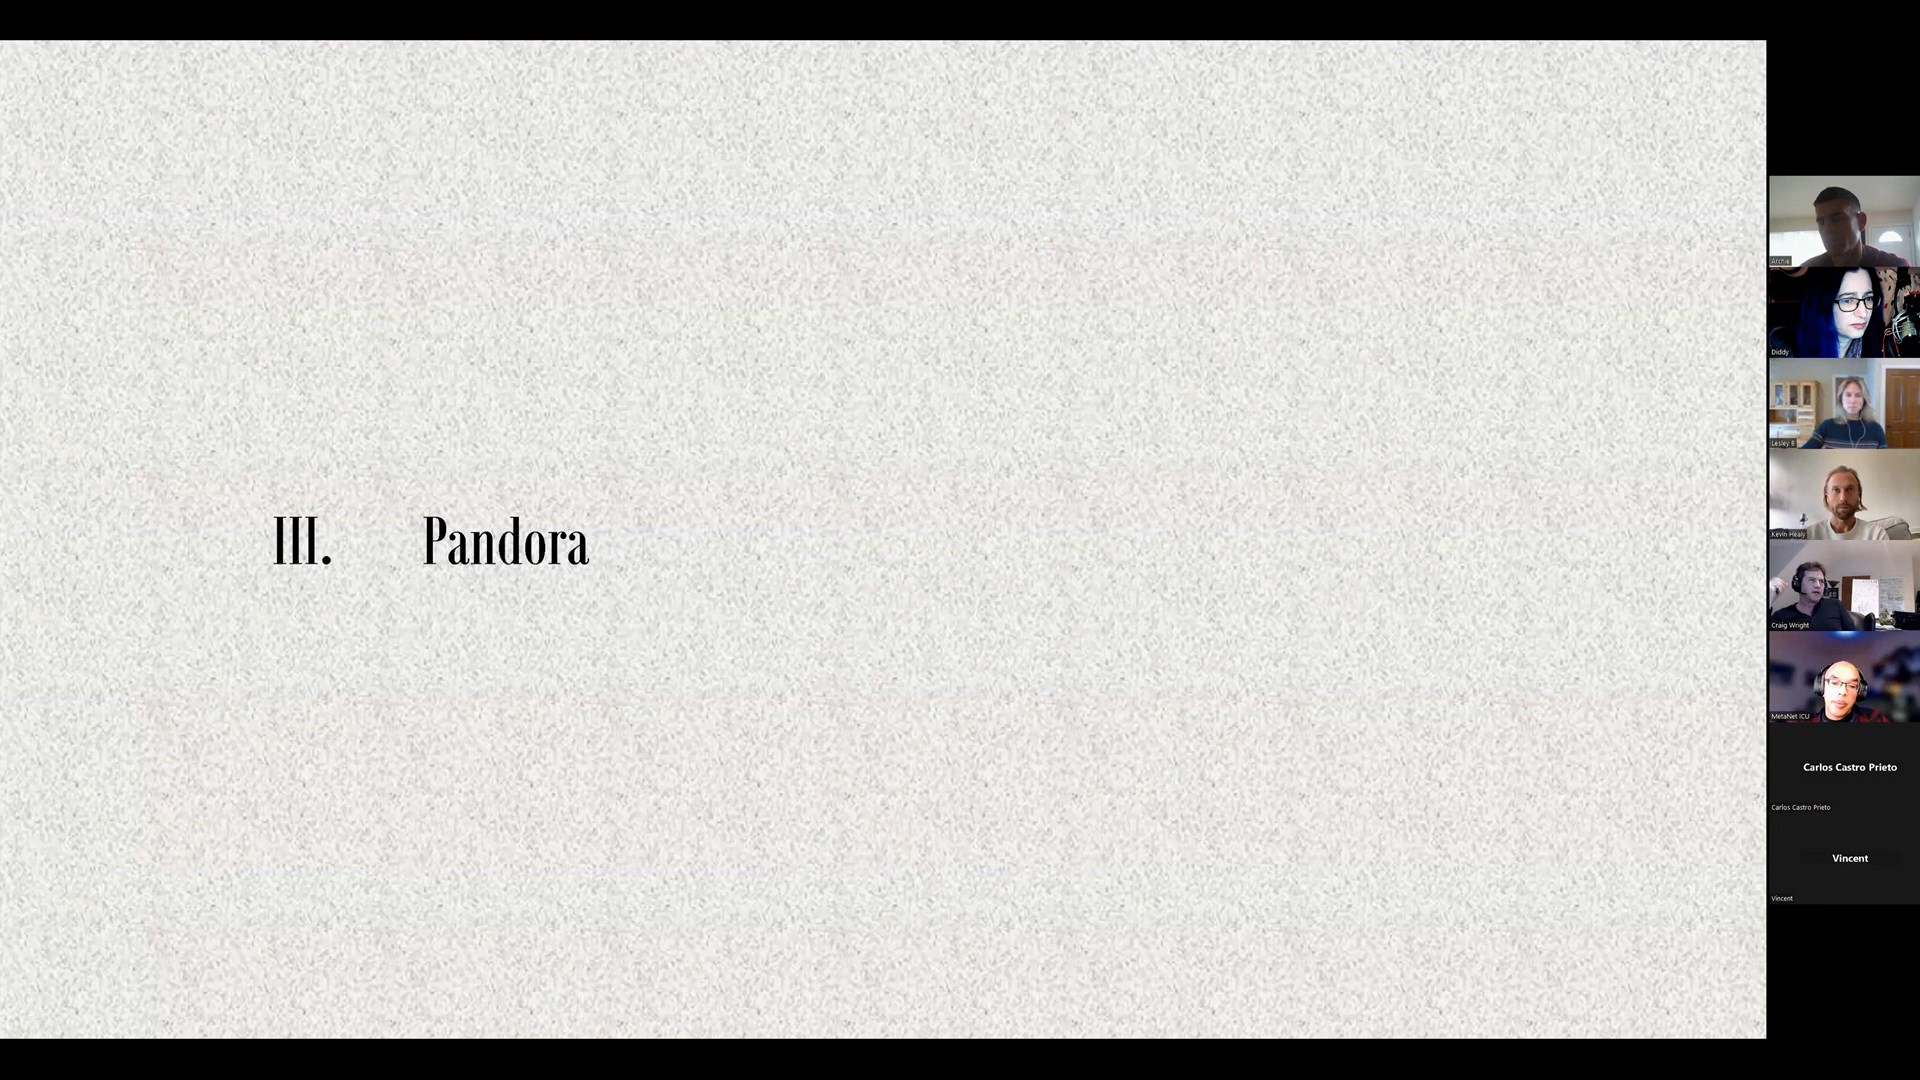 III. Pandora
Archie
Diddy
Lesley B
Kevin Healy
Craig Wright
MetaNet ICU
Carlos Castro Prieto
Carlos Castro Prieto
Vincent
Vincent